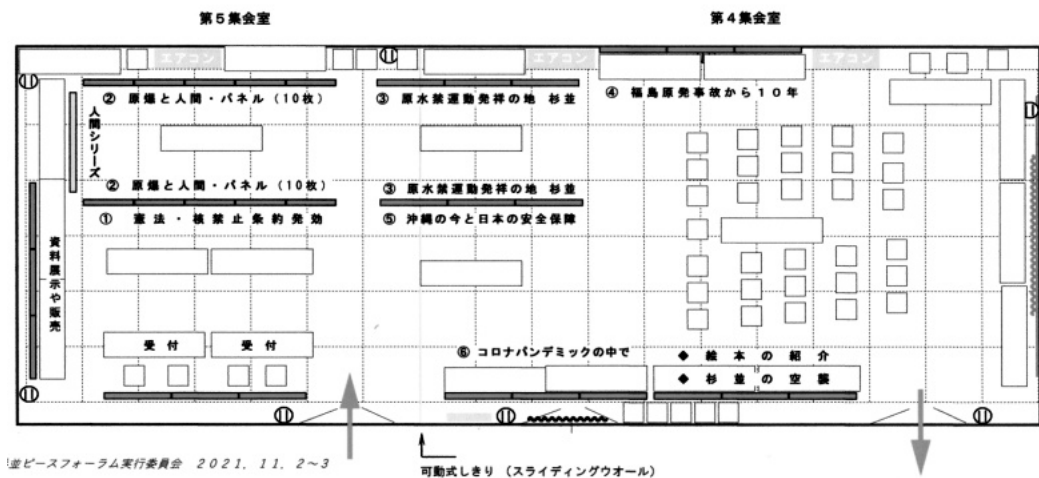 第5集会室
第4集会室
エアコン
エアコン
エアコン
② 原爆と人間・パネル (10枚)
③ 原水禁運動発祥の地 杉並
④ 福島原発事故から10年
人間シリーズ
② 原爆と人間・パネル (10枚)
③ 原水禁運動発祥の地 杉並
① 憲法・核禁止条約発効
⑤ 沖縄の今と日本の安全保障
資料展示や販売
受付
受付
⑥ コロナパンデミックの中で
◆ 絵本の紹介
◆ 杉並の空襲
並ピースフォーラム実行委員会 2021. 11. 2~3
可動式しきり (スライディングウオール)